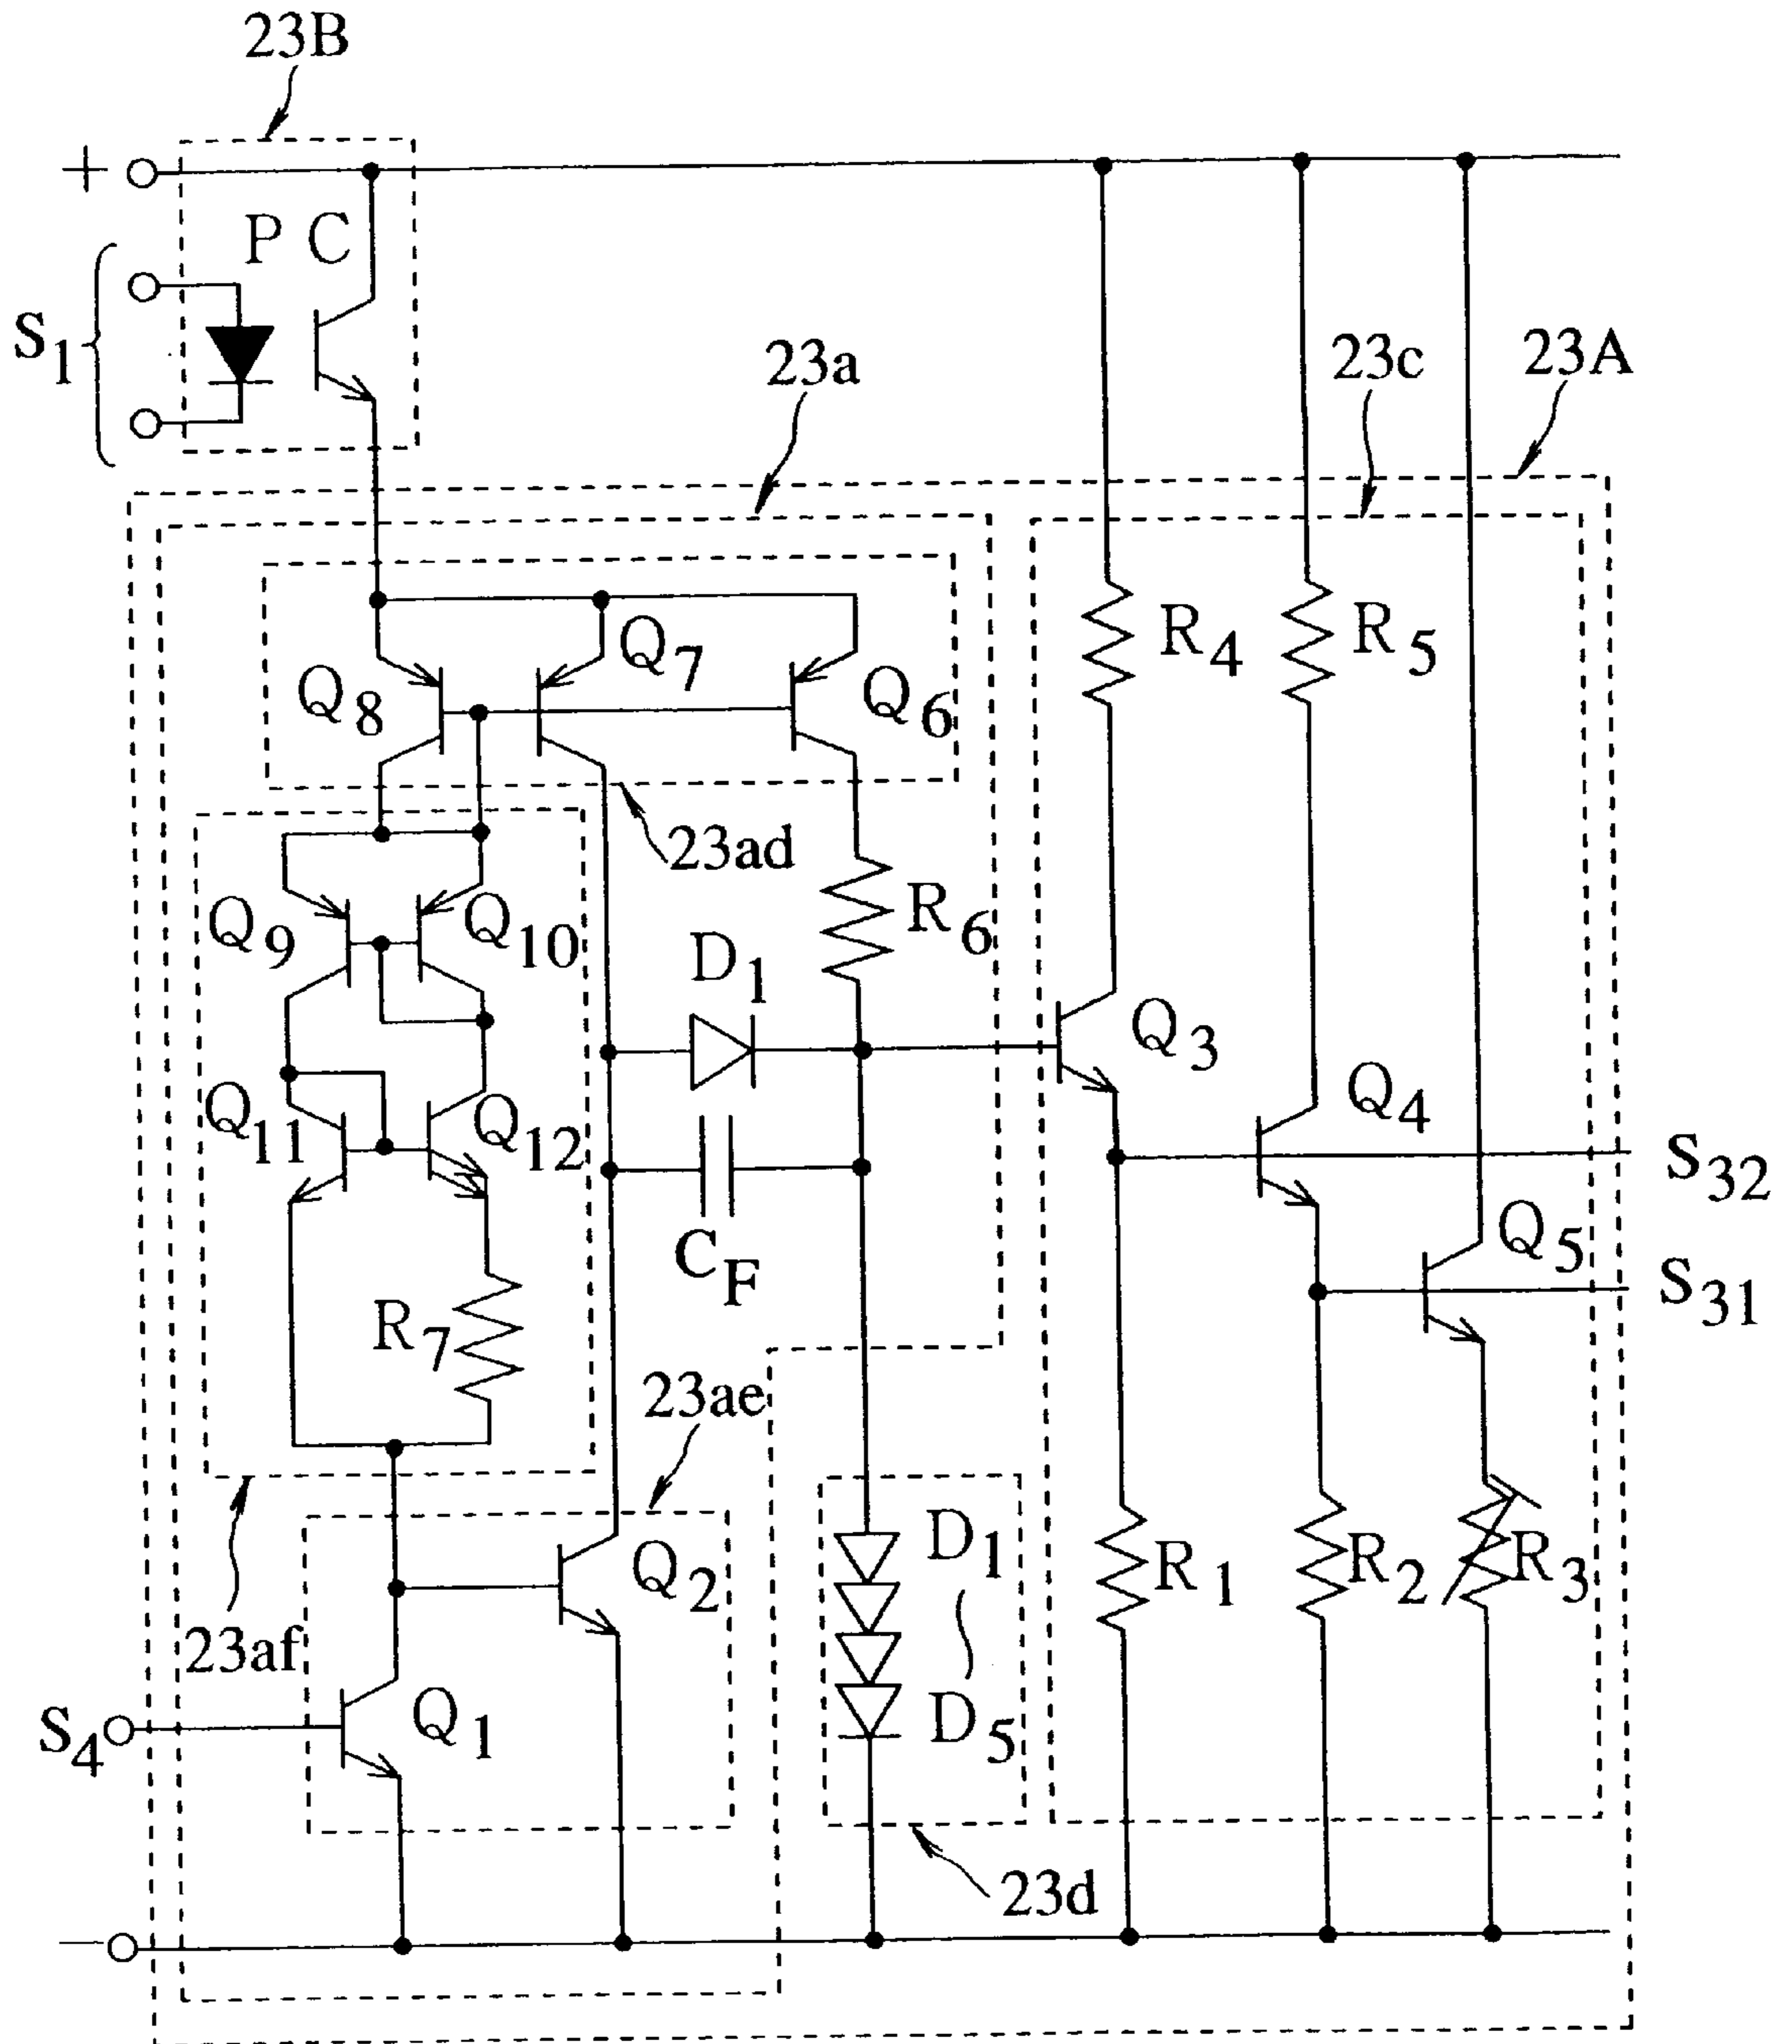 23B
+
P C
S1
23a
23c
23A
Q8
Q7
Q6
R4
R5
23ad
Q9
Q10
R6
D1
Q3
Q11
Q12
Q4
S32
CF
Q5
S31
R7
23ae
Q2
D1
R1
R2
R3
23af
Q1
D5
S4
23d
−